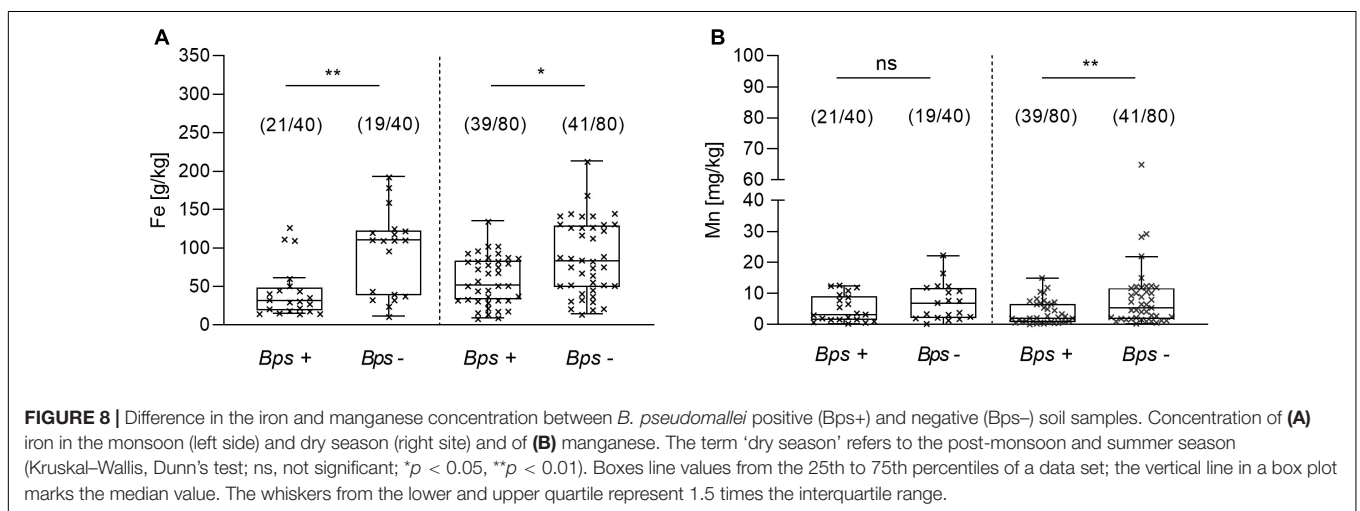 A
B
Fe [g/kg]
350
300
250
200
150
100
50
0
**
*
(21/40)
(19/40)
(39/80)
(41/80)
Bps +
Bps -
Bps +
Bps -
Mn [mg/kg]
100
90
80
70
60
40
30
20
10
0
ns
**
(21/40)
(19/40)
(39/80)
(41/80)
Bps +
Bps -
Bps +
Bps -
FIGURE 8 | Difference in the iron and manganese concentration between B. pseudomallei positive (Bps+) and negative (Bps–) soil samples. Concentration of (A)
iron in the monsoon (left side) and dry season (right site) and of (B) manganese. The term ‘dry season’ refers to the post-monsoon and summer season
(Kruskal–Wallis, Dunn’s test; ns, not significant; *p < 0.05, **p < 0.01). Boxes line values from the 25th to 75th percentiles of a data set; the vertical line in a box plot
marks the median value. The whiskers from the lower and upper quartile represent 1.5 times the interquartile range.